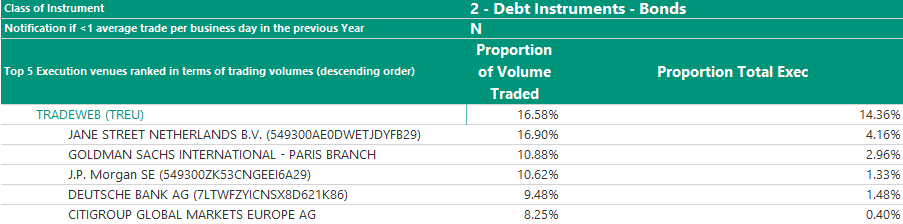 Class of Instrument 2 - Debt Instruments - Bonds
Notification if <1 average trade per business day in the previous Year N
Top 5 Execution venues ranked in terms of trading volumes (descending order) Proportion of Volume Traded Proportion Total Exec
TRADEWEB (TREU) 16.58% 14.36%
JANE STREET NETHERLANDS B.V. (549300AE0DWETJDYFB29) 16.90% 4.16%
GOLDMAN SACHS INTERNATIONAL - PARIS BRANCH 10.88% 2.96%
J.P. Morgan SE (549300ZK53CNGEEI6A29) 10.62% 1.33%
DEUTSCHE BANK AG (7LTWFZYICNSX8D621K86) 9.48% 1.48%
CITIGROUP GLOBAL MARKETS EUROPE AG 8.25% 0.40%